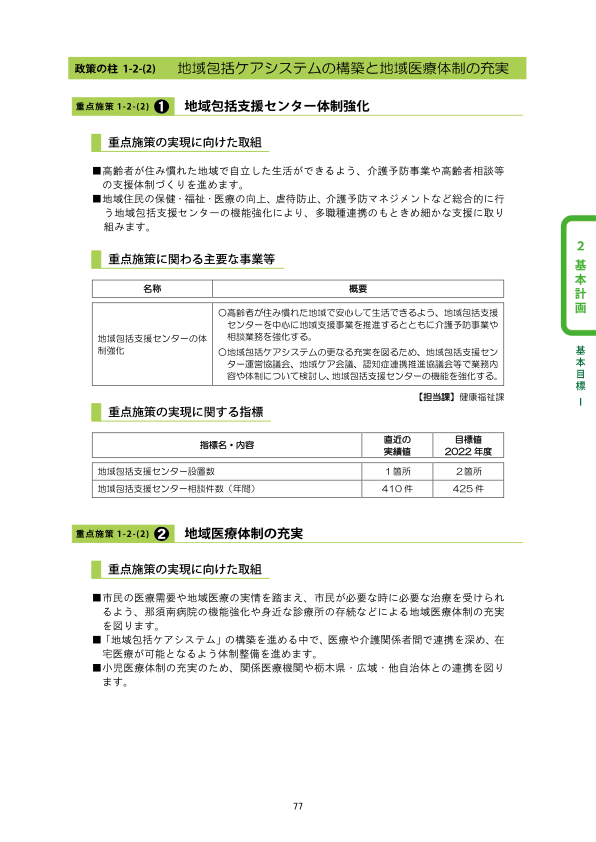 政策の柱 1-2-(2) 地域包括ケアシステムの構築と地域医療体制の充実
重点施策 1-2-(2) ❶ 地域包括支援センター体制強化
重点施策の実現に向けた取組
■高齢者が住み慣れた地域で自立した生活ができるよう、介護予防事業や高齢者相談等
の支援体制づくりを進めます。
■地域住民の保健・福祉・医療の向上、虐待防止、介護予防マネジメントなど総合的に行
う地域包括支援センターの機能強化により、多職種連携のもときめ細かな支援に取り
組みます。
重点施策に関わる主要な事業等
名称 概要
地域包括支援センターの体
制強化
○高齢者が住み慣れた地域で安心して生活できるよう、地域包括支援
センターを中心に地域支援事業を推進するとともに介護予防事業や
相談業務を強化する。
○地域包括ケアシステムの更なる充実を図るため、地域包括支援セン
ター運営協議会、地域ケア会議、認知症連携推進協議会等で業務内
容や体制について検討し、地域包括支援センターの機能を強化する。
【担当課】健康福祉課
重点施策の実現に関する指標
指標名・内容 直近の 目標値
実績値 2022 年度
地域包括支援センター設置数 1箇所 2箇所
地域包括支援センター相談件数（年間） 410 件 425 件
重点施策 1-2-(2) ❷ 地域医療体制の充実
重点施策の実現に向けた取組
■市民の医療需要や地域医療の実情を踏まえ、市民が必要な時に必要な治療を受けられ
るよう、那須南病院の機能強化や身近な診療所の存続などによる地域医療体制の充実
を図ります。
■「地域包括ケアシステム」の構築を進める中で、医療や介護関係者間で連携を深め、在
宅医療が可能となるよう体制整備を進めます。
■小児医療体制の充実のため、関係医療機関や栃木県・広域・他自治体との連携を図り
ます。
2 基本計画
基本目標 Ⅰ
77